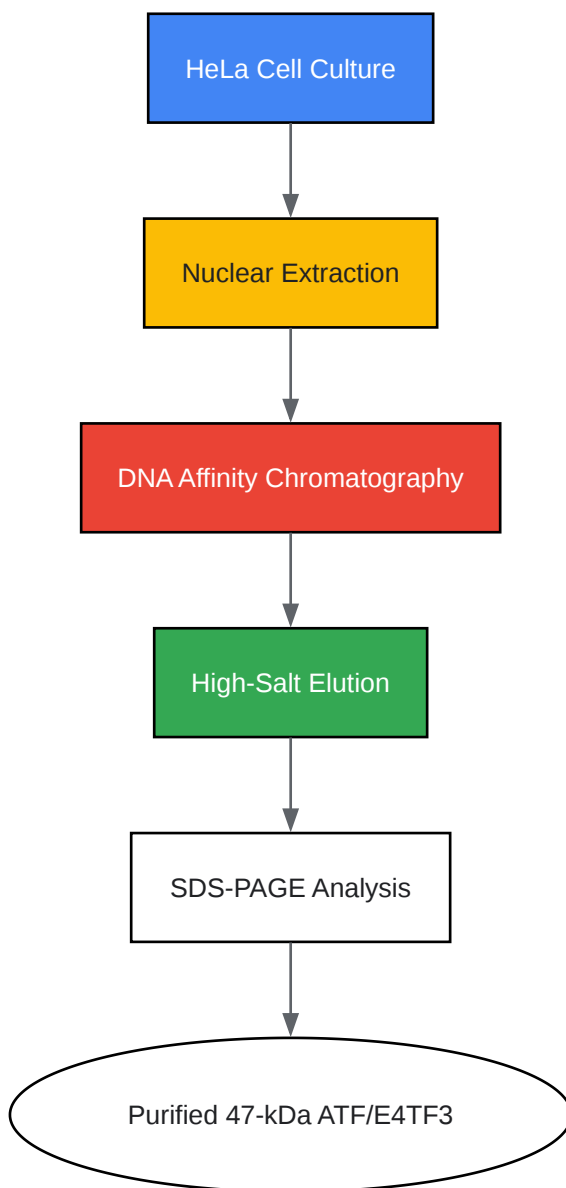 HeLa Cell Culture
Nuclear Extraction
DNA Affinity Chromatography
High-Salt Elution
SDS-PAGE Analysis
Purified 47-kDa ATF/E4TF3